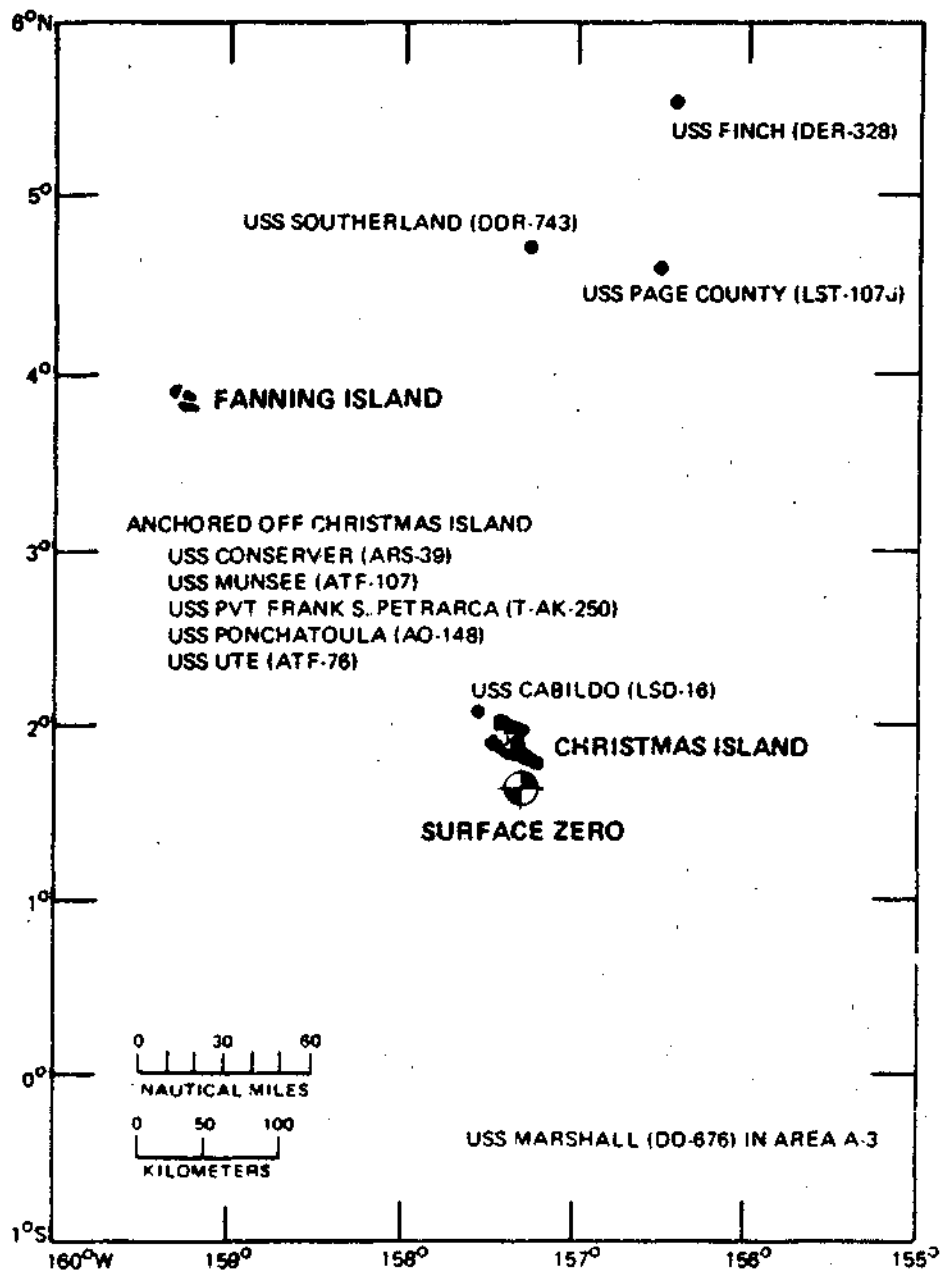 6°N
USS FINCH (DER-328)
5°
USS SOUTHERLAND (DDR-743)
USS PAGE COUNTY (LST-1076)
4°
FANNING ISLAND
ANCHORED OFF CHRISTMAS ISLAND
3°
USS CONSERVER (ARS-39)
USS MUNSEE (ATF-107)
USS PVT FRANK S. PETRARCA (T-AK-250)
USS PONCHATOULA (AO-148)
USS UTE (ATF-76)
USS CABILDO (LSD-16)
2°
CHRISTMAS ISLAND
SURFACE ZERO
1°
0 30 60
NAUTICAL MILES
0°
0 50 100
KILOMETERS
USS MARSHALL (DD-676) IN AREA A-3
1°S
160°W 159° 158° 157° 156° 155°